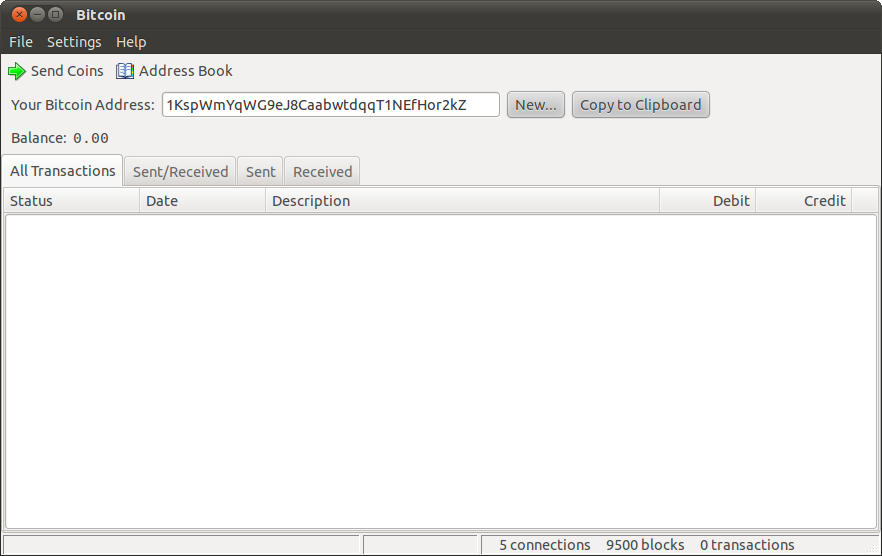 Bitcoin
File Settings Help
Send Coins Address Book
Your Bitcoin Address: 1KspWmYqWG9eJ8CaabwtdqqT1NEfHor2kZ New... Copy to Clipboard
Balance: 0.00
All Transactions Sent/Received Sent Received
Status Date Description Debit Credit
5 connections 9500 blocks 0 transactions